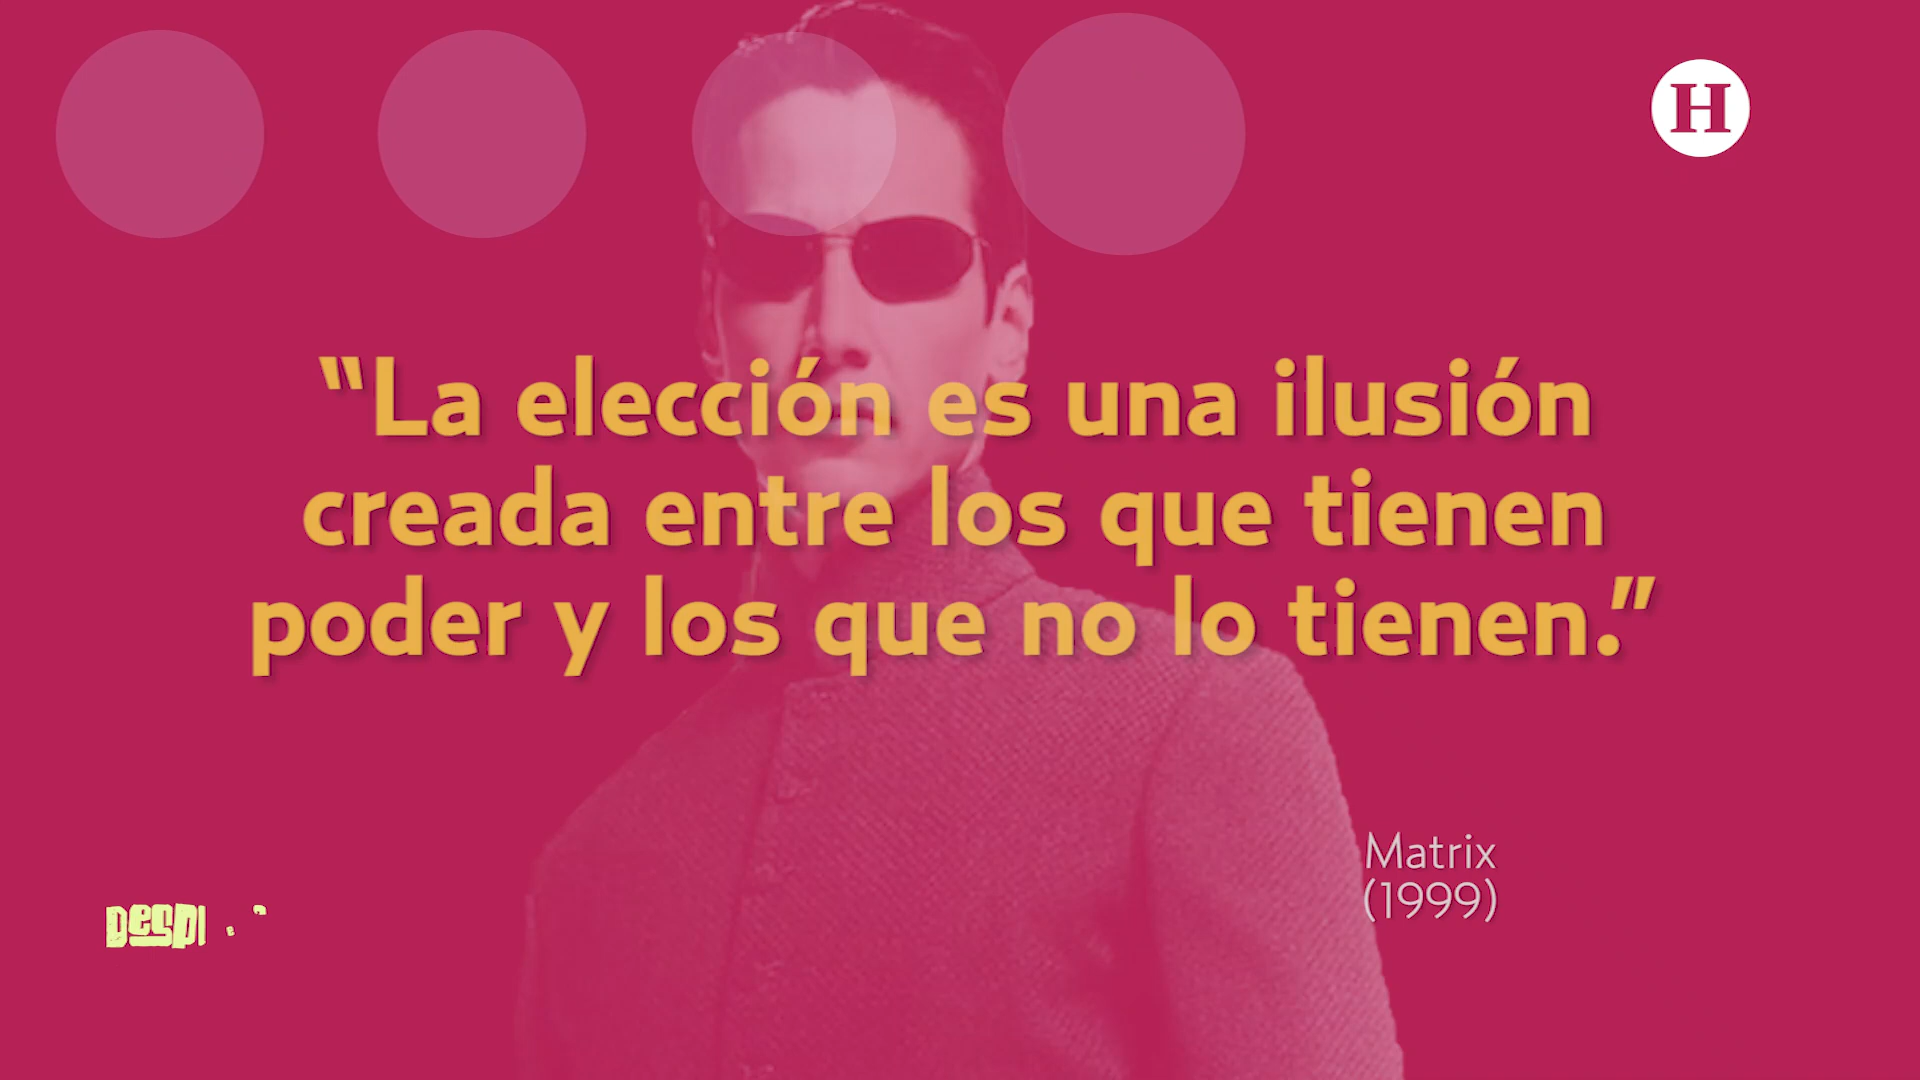 H
“La elección es una ilusión
creada entre los que tienen
poder y los que no lo tienen.”
Matrix
(1999)